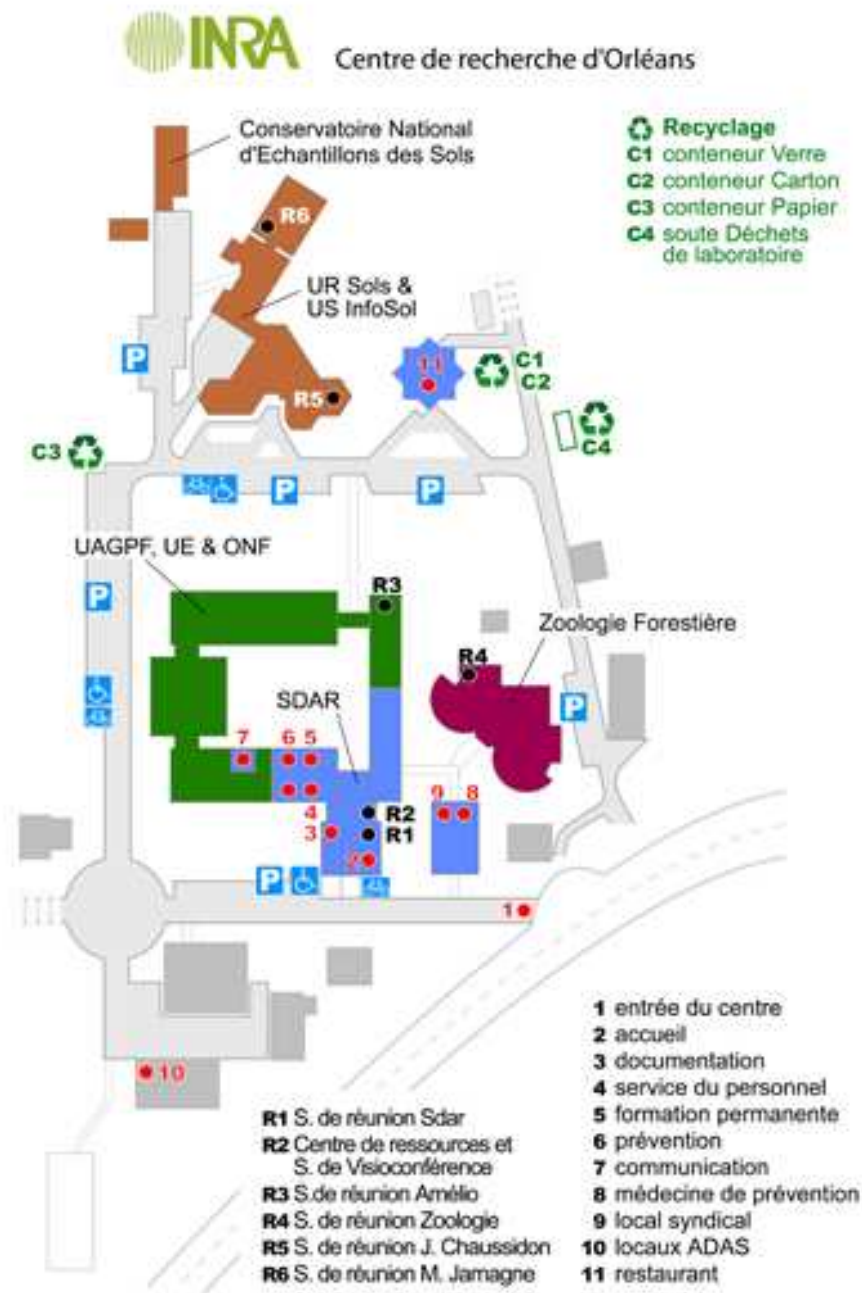 INRA
Centre de recherche d'Orléans
Conservatoire National
d'Echantillons des Sols
Recyclage
C1 conteneur Verre
C2 conteneur Carton
C3 conteneur Papier
C4 soute Déchets
de laboratoire
R6
UR Sols &
US InfoSol
P
11
C1
C2
R5
C4
C3
P
P
UAGPF, UE & ONF
P
R3
Zoologie Forestière
R4
SDAR
P
7
6
5
4
3
R2
R1
2
9
8
P
1
10
1 entrée du centre
2 accueil
3 documentation
4 service du personnel
5 formation permanente
6 prévention
7 communication
8 médecine de prévention
9 local syndical
10 locaux ADAS
11 restaurant
R1 S. de réunion Sdar
R2 Centre de ressources et
S. de Visioconférence
R3 S.de réunion Amélio
R4 S. de réunion Zoologie
R5 S. de réunion J. Chaussidon
R6 S. de réunion M. Jamagne